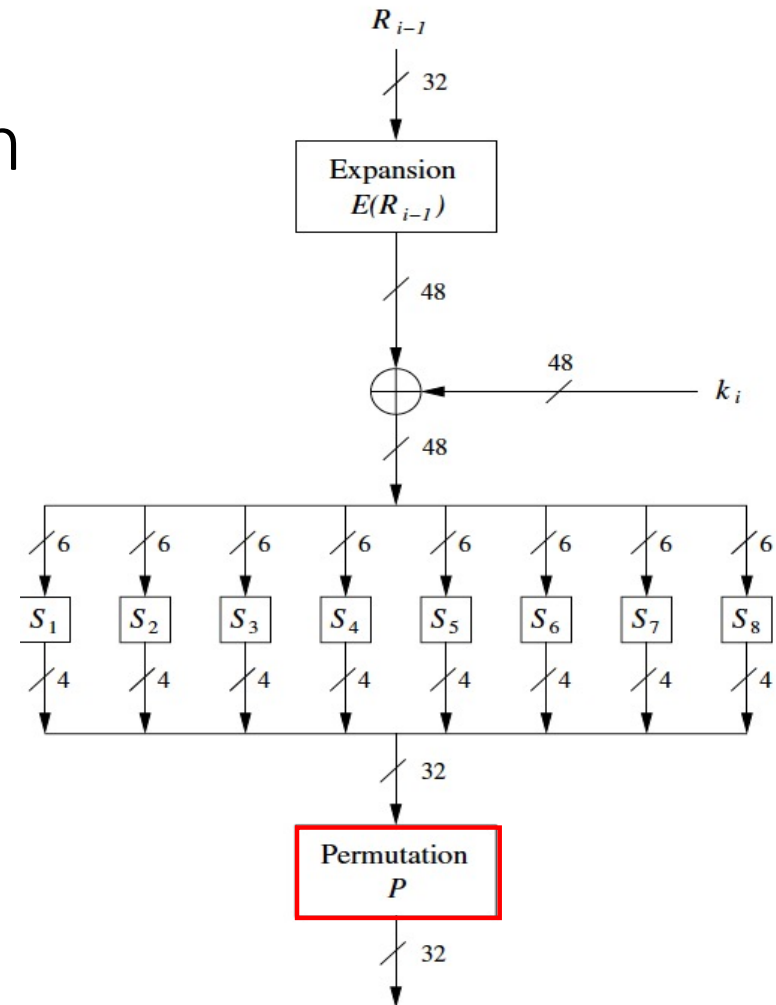 R i−1
32
n
Expansion
E(R i−1)
48
48
k i
48
6 6 6 6 6 6 6 6
S1 S2 S3 S4 S5 S6 S7 S8
4 4 4 4 4 4 4 4
32
Permutation
P
32